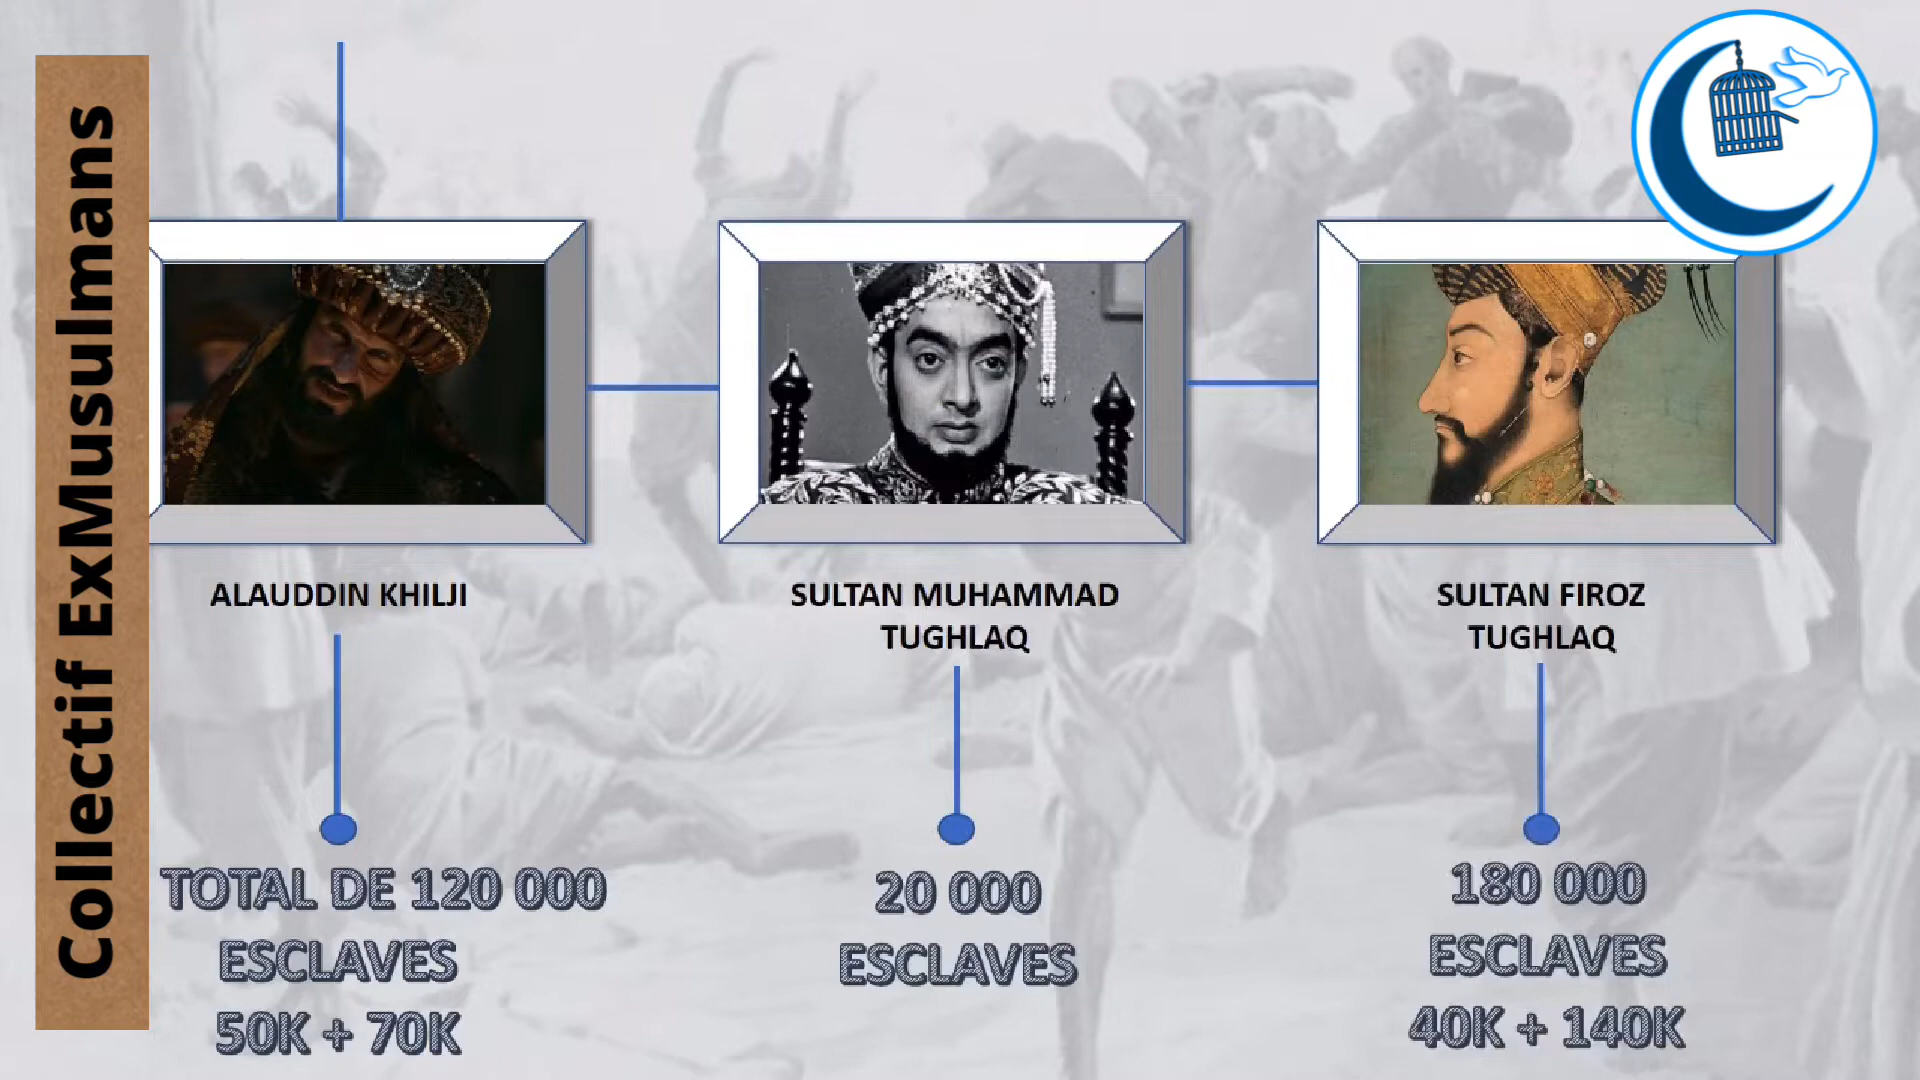 Collectif ExMusulmans
ALAUDDIN KHILJI
SULTAN MUHAMMAD
TUGHLAQ
SULTAN FIROZ
TUGHLAQ
TOTAL DE 120 000
ESCLAVES
50K + 70K
20 000
ESCLAVES
180 000
ESCLAVES
40K + 140K